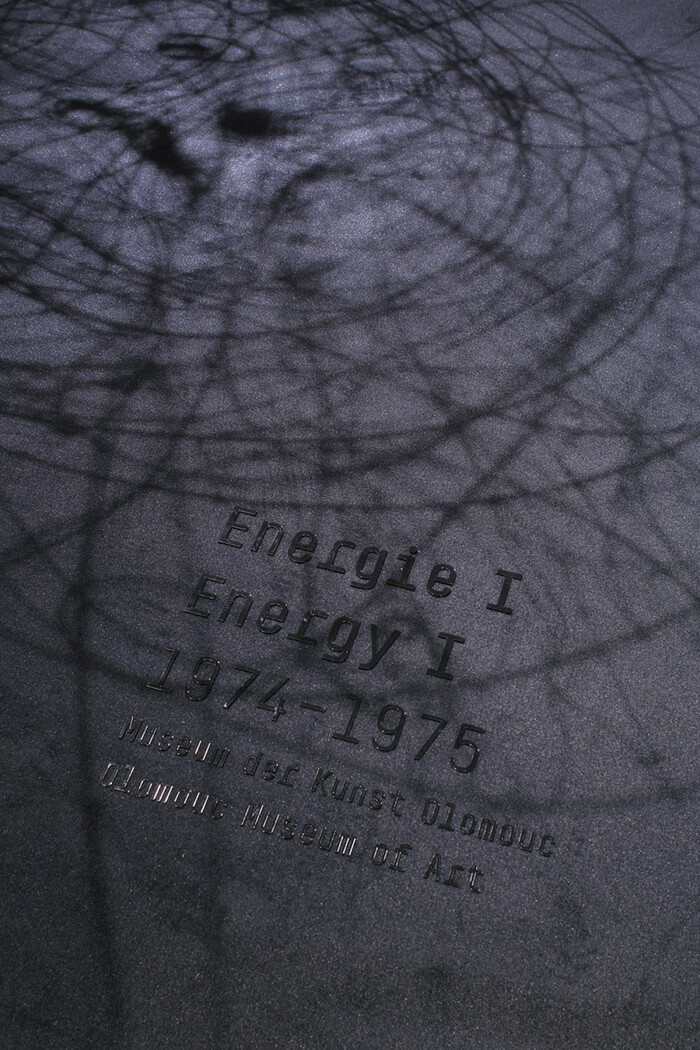 Energie I
Energy I
1974–1975
Museum der Kunst Olomouc
Olomouc Museum of Art